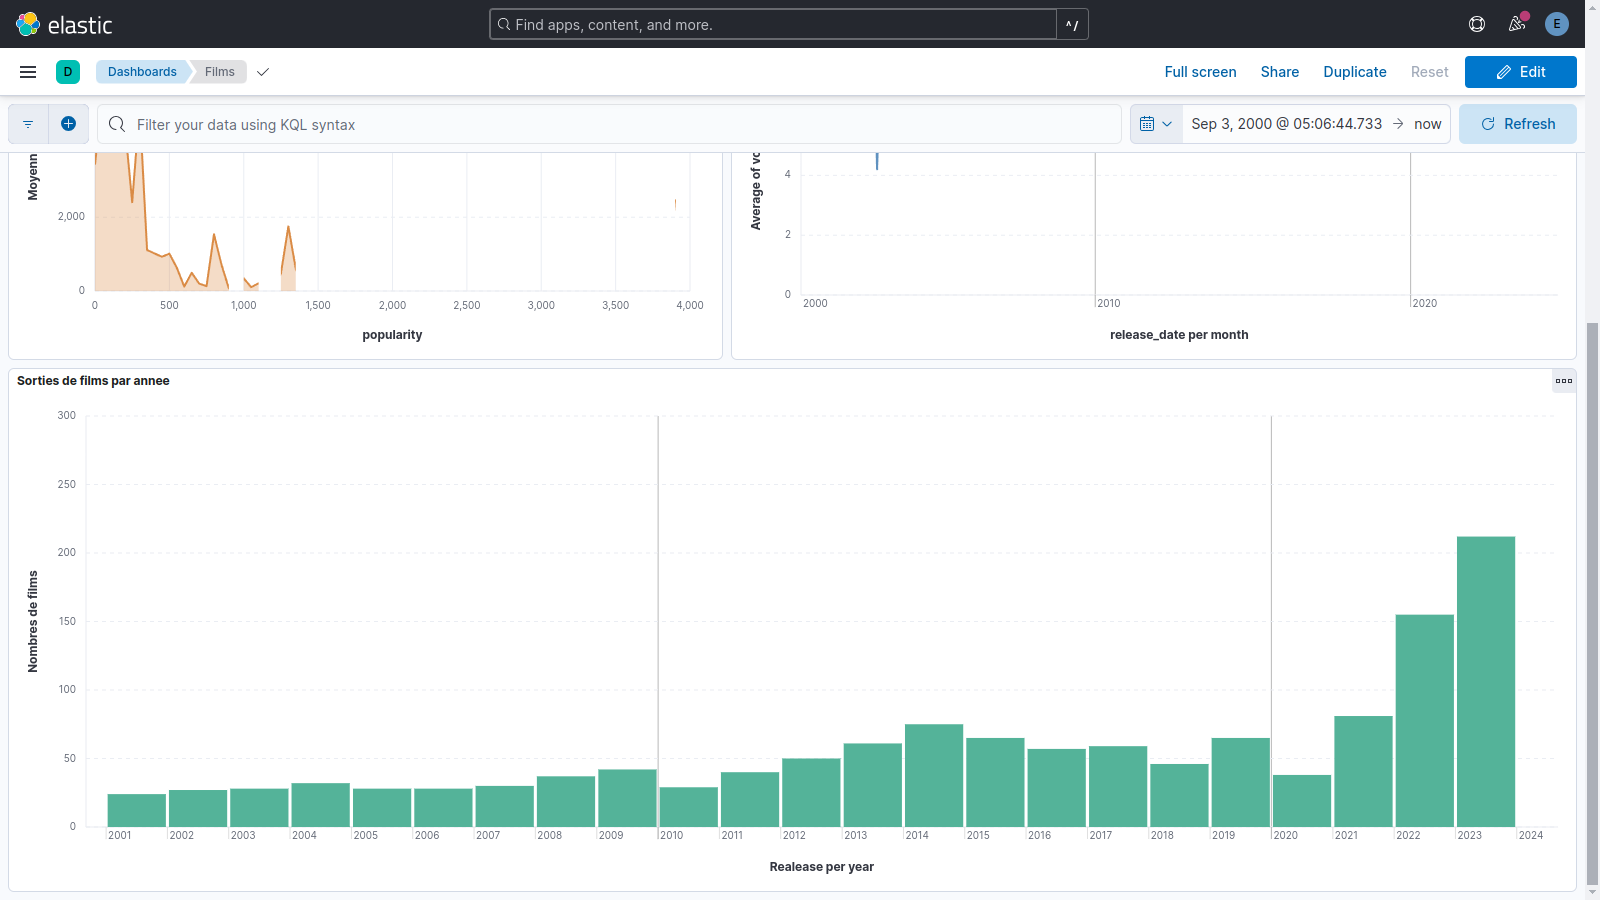 elastic
Find apps, content, and more.
^/
E
D
Dashboards
Films
Full screen
Share
Duplicate
Reset
Edit
Filter your data using KQL syntax
Sep 3, 2000 @ 05:06:44.733 → now
Refresh
2,000
0
0 500 1,000 1,500 2,000 2,500 3,000 3,500 4,000
popularity
4
2
0
2000 2010 2020
release_date per month
Sorties de films par annee
300
250
200
150
100
50
0
Nombres de films
2001 2002 2003 2004 2005 2006 2007 2008 2009 2010 2011 2012 2013 2014 2015 2016 2017 2018 2019 2020 2021 2022 2023 2024
Realease per year